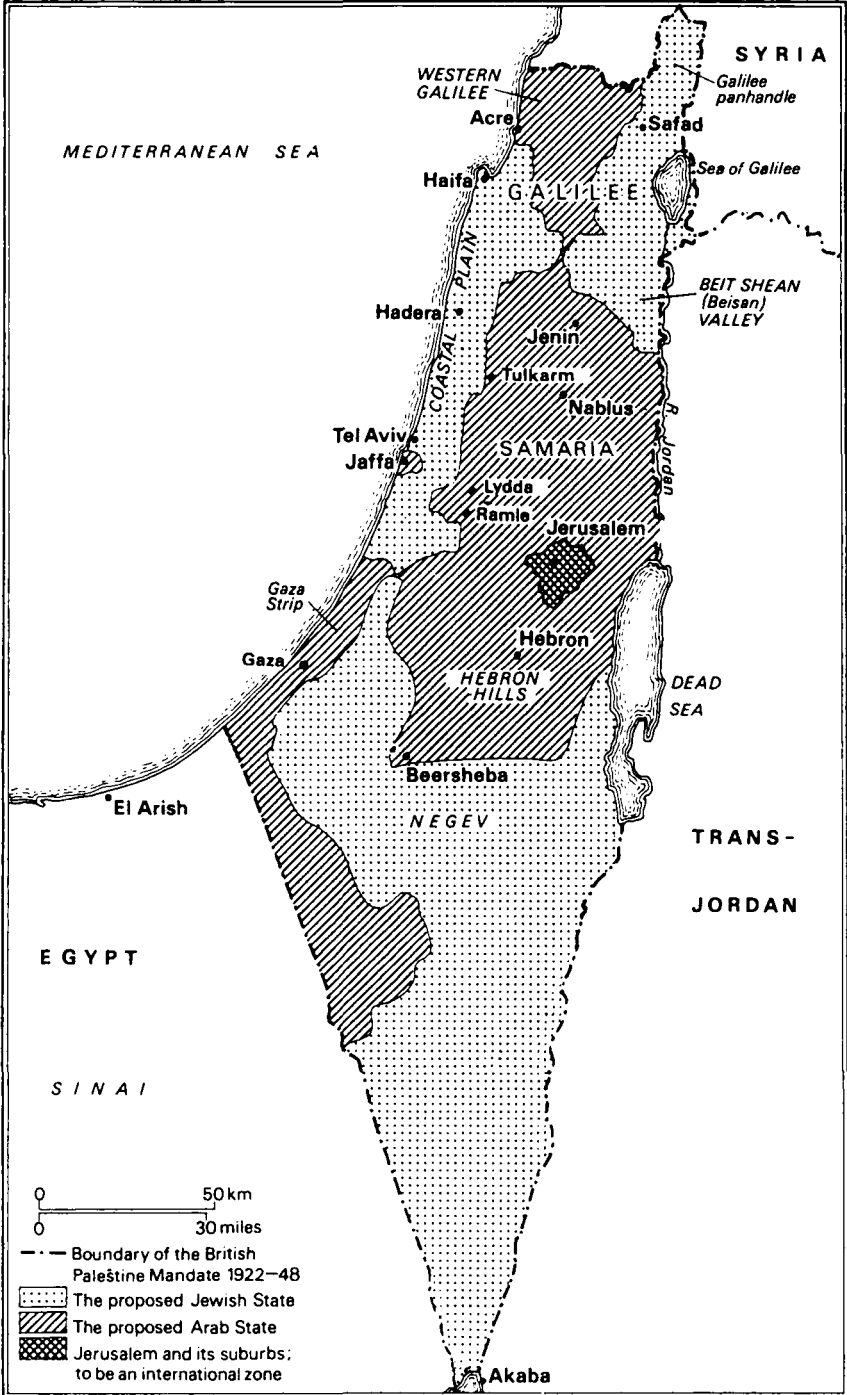 SYRIA
WESTERN
GALILEE
Galilee
panhandle
Acre
Safad
MEDITERRANEAN SEA
Sea of Galilee
Haifa
GALILEE
COASTAL PLAIN
BEIT SHEAN
(Beisan)
VALLEY
Hadera
Jenin
Tulkarm
Nablus
R. Jordan
Tel Aviv
Jaffa
SAMARIA
Lydda
Ramle
Jerusalem
Gaza
Strip
Hebron
Gaza
HEBRON
HILLS
DEAD
SEA
Beersheba
El Arish
NEGEV
TRANS-
JORDAN
EGYPT
SINAI
0 50 km
0 30 miles
Boundary of the British
Palestine Mandate 1922–48
The proposed Jewish State
The proposed Arab State
Jerusalem and its suburbs;
to be an international zone
Akaba